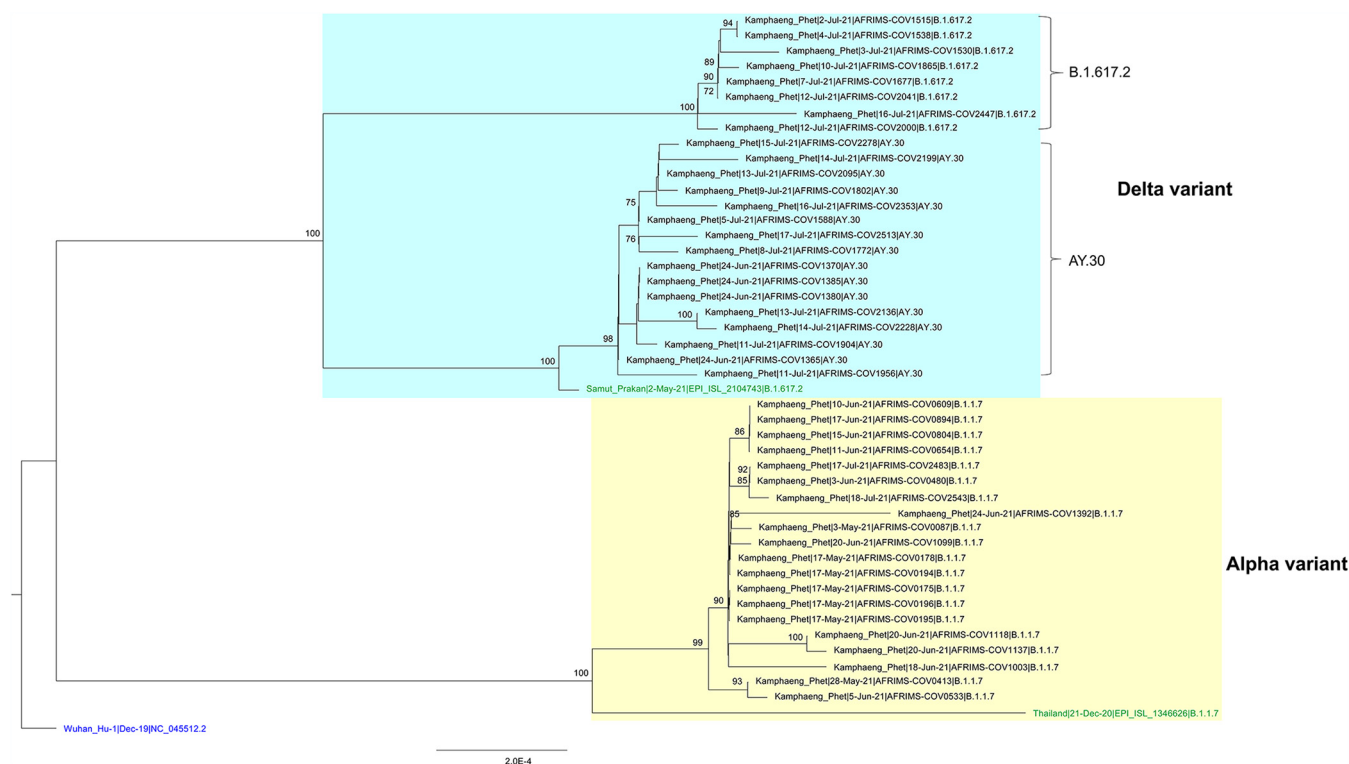 94
Kamphaeng_Phet|2-Jul-21|AFRIMS-COV1515|B.1.617.2
Kamphaeng_Phet|4-Jul-21|AFRIMS-COV1538|B.1.617.2
Kamphaeng_Phet|3-Jul-21|AFRIMS-COV1530|B.1.617.2
89
Kamphaeng_Phet|10-Jul-21|AFRIMS-COV1865|B.1.617.2
B.1.617.2
90
Kamphaeng_Phet|7-Jul-21|AFRIMS-COV1677|B.1.617.2
72
Kamphaeng_Phet|12-Jul-21|AFRIMS-COV2041|B.1.617.2
100
Kamphaeng_Phet|16-Jul-21|AFRIMS-COV2447|B.1.617.2
Kamphaeng_Phet|12-Jul-21|AFRIMS-COV2000|B.1.617.2
Kamphaeng_Phet|15-Jul-21|AFRIMS-COV2278|AY.30
Kamphaeng_Phet|14-Jul-21|AFRIMS-COV2199|AY.30
Kamphaeng_Phet|13-Jul-21|AFRIMS-COV2095|AY.30
Kamphaeng_Phet|9-Jul-21|AFRIMS-COV1802|AY.30
Delta variant
75
Kamphaeng_Phet|16-Jul-21|AFRIMS-COV2353|AY.30
Kamphaeng_Phet|5-Jul-21|AFRIMS-COV1588|AY.30
100
76
Kamphaeng_Phet|17-Jul-21|AFRIMS-COV2513|AY.30
Kamphaeng_Phet|8-Jul-21|AFRIMS-COV1772|AY.30
AY.30
Kamphaeng_Phet|24-Jun-21|AFRIMS-COV1370|AY.30
Kamphaeng_Phet|24-Jun-21|AFRIMS-COV1385|AY.30
Kamphaeng_Phet|24-Jun-21|AFRIMS-COV1380|AY.30
100
Kamphaeng_Phet|13-Jul-21|AFRIMS-COV2136|AY.30
Kamphaeng_Phet|14-Jul-21|AFRIMS-COV2228|AY.30
98
Kamphaeng_Phet|11-Jul-21|AFRIMS-COV1904|AY.30
100
Kamphaeng_Phet|24-Jun-21|AFRIMS-COV1365|AY.30
Kamphaeng_Phet|11-Jul-21|AFRIMS-COV1956|AY.30
Samut_Prakan|2-May-21|EPI_ISL_2104743|B.1.617.2
Kamphaeng_Phet|10-Jun-21|AFRIMS-COV0609|B.1.1.7
Kamphaeng_Phet|17-Jun-21|AFRIMS-COV0894|B.1.1.7
86
Kamphaeng_Phet|15-Jun-21|AFRIMS-COV0804|B.1.1.7
Kamphaeng_Phet|11-Jun-21|AFRIMS-COV0654|B.1.1.7
92
Kamphaeng_Phet|17-Jul-21|AFRIMS-COV2483|B.1.1.7
85
Kamphaeng_Phet|3-Jun-21|AFRIMS-COV0480|B.1.1.7
Kamphaeng_Phet|18-Jul-21|AFRIMS-COV2543|B.1.1.7
85
Kamphaeng_Phet|24-Jun-21|AFRIMS-COV1392|B.1.1.7
Kamphaeng_Phet|3-May-21|AFRIMS-COV0087|B.1.1.7
Kamphaeng_Phet|20-Jun-21|AFRIMS-COV1099|B.1.1.7
Kamphaeng_Phet|17-May-21|AFRIMS-COV0178|B.1.1.7
Alpha variant
Kamphaeng_Phet|17-May-21|AFRIMS-COV0194|B.1.1.7
Kamphaeng_Phet|17-May-21|AFRIMS-COV0175|B.1.1.7
90
Kamphaeng_Phet|17-May-21|AFRIMS-COV0196|B.1.1.7
Kamphaeng_Phet|17-May-21|AFRIMS-COV0195|B.1.1.7
99
100
Kamphaeng_Phet|20-Jun-21|AFRIMS-COV1118|B.1.1.7
Kamphaeng_Phet|20-Jun-21|AFRIMS-COV1137|B.1.1.7
Kamphaeng_Phet|18-Jun-21|AFRIMS-COV1003|B.1.1.7
100
93
Kamphaeng_Phet|28-May-21|AFRIMS-COV0413|B.1.1.7
Kamphaeng_Phet|5-Jun-21|AFRIMS-COV0533|B.1.1.7
Thailand|21-Dec-20|EPI_ISL_1346626|B.1.1.7
Wuhan_Hu-1|Dec-19|NC_045512.2
2.0E-4